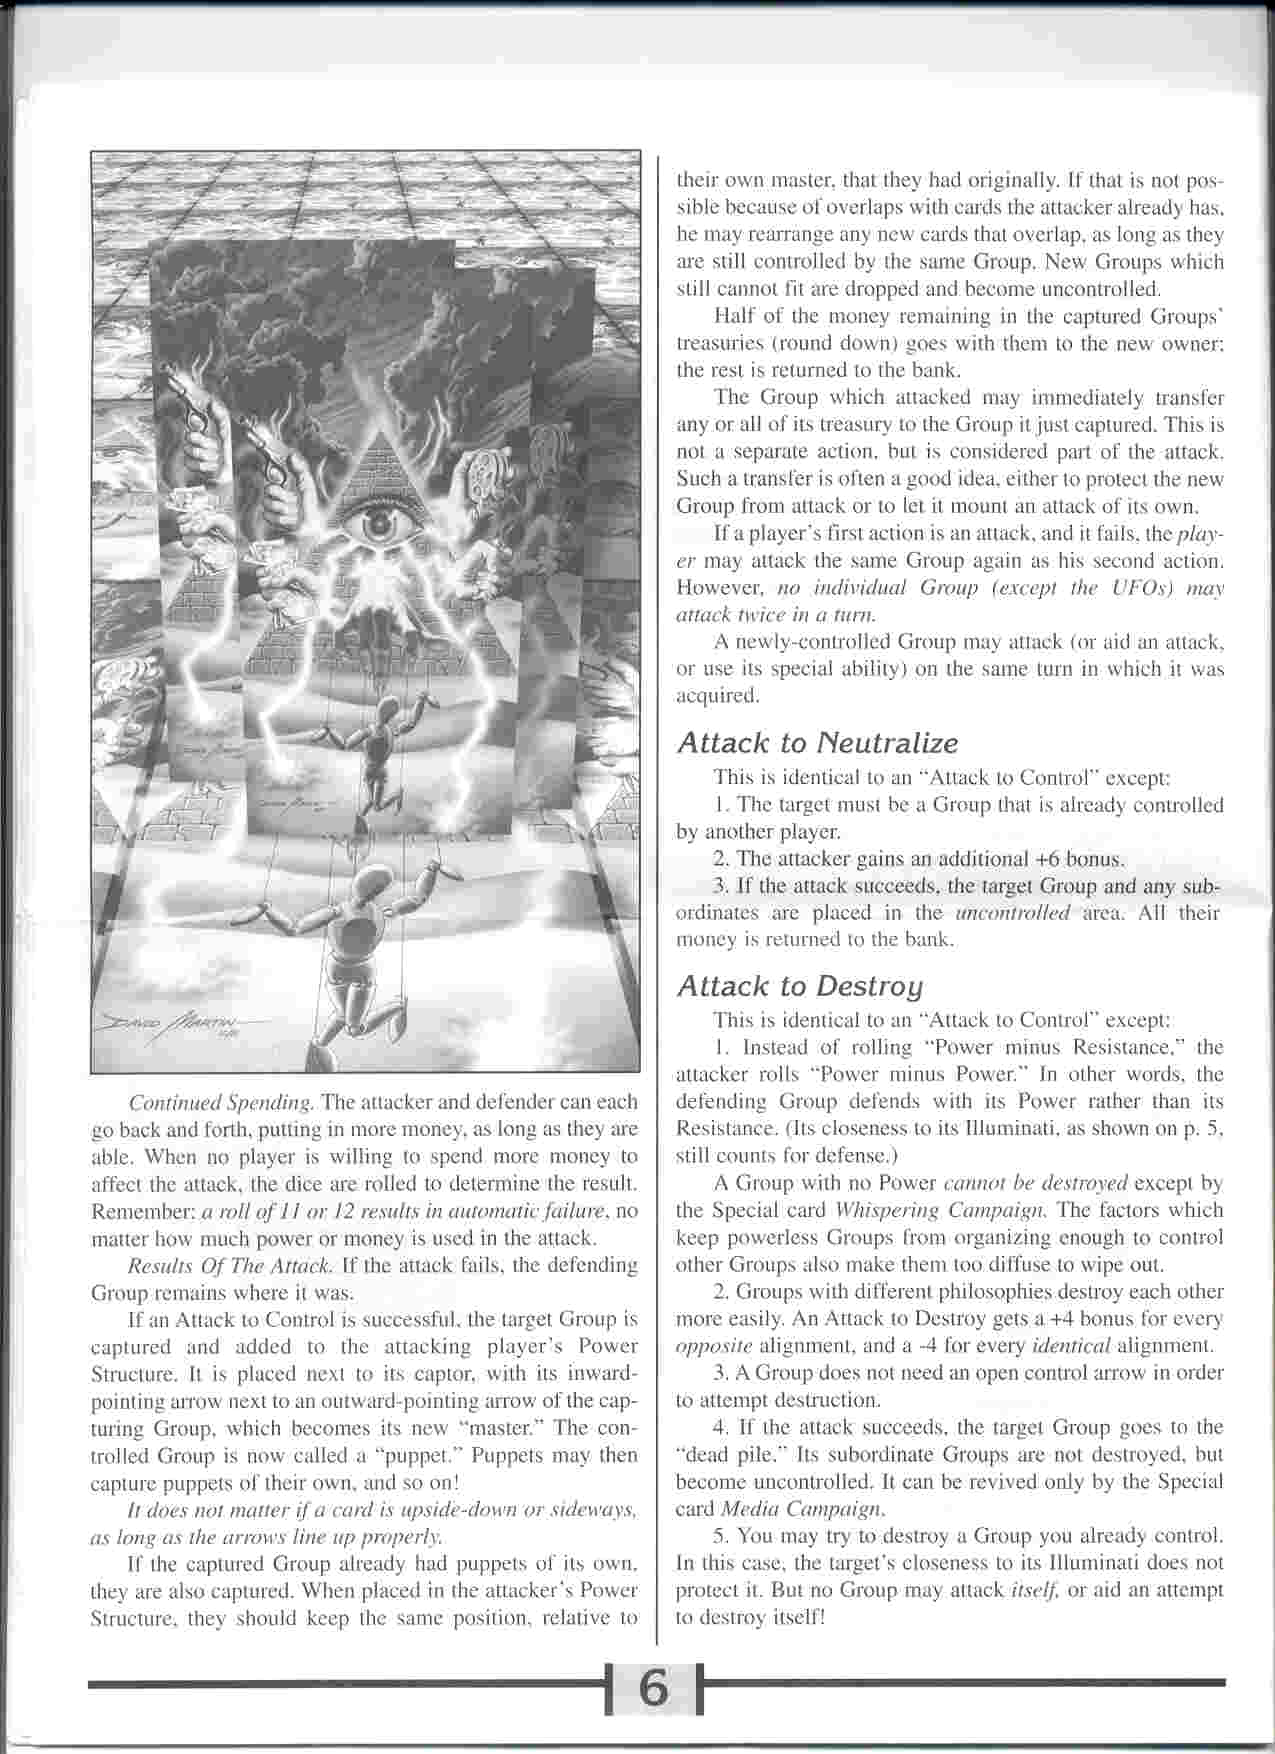 DAVID MARTIN
Continued Spending. The attacker and defender can each
go back and forth, putting in more money, as long as they are
able. When no player is willing to spend more money to
affect the attack, the dice are rolled to determine the result.
Remember: a roll of 11 or 12 results in automatic failure, no
matter how much power or money is used in the attack.
Results Of The Attack. If the attack fails, the defending
Group remains where it was.
If an Attack to Control is successful, the target Group is
captured and added to the attacking player's Power
Structure. It is placed next to its captor, with its inward-
pointing arrow next to an outward-pointing arrow of the cap-
turing Group, which becomes its new “master.” The con-
trolled Group is now called a “puppet.” Puppets may then
capture puppets of their own, and so on!
It does not matter if a card is upside-down or sideways,
as long as the arrows line up properly.
If the captured Group already had puppets of its own,
they are also captured. When placed in the attacker's Power
Structure, they should keep the same position, relative to
their own master, that they had originally. If that is not pos-
sible because of overlaps with cards the attacker already has,
he may rearrange any new cards that overlap, as long as they
are still controlled by the same Group. New Groups which
still cannot fit are dropped and become uncontrolled.
Half of the money remaining in the captured Groups'
treasuries (round down) goes with them to the new owner;
the rest is returned to the bank.
The Group which attacked may immediately transfer
any or all of its treasury to the Group it just captured. This is
not a separate action, but is considered part of the attack.
Such a transfer is often a good idea, either to protect the new
Group from attack or to let it mount an attack of its own.
If a player's first action is an attack, and it fails, the play-
er may attack the same Group again as his second action.
However, no individual Group (except the UFOs) may
attack twice in a turn.
A newly-controlled Group may attack (or aid an attack,
or use its special ability) on the same turn in which it was
acquired.
Attack to Neutralize
This is identical to an “Attack to Control” except:
1. The target must be a Group that is already controlled
by another player.
2. The attacker gains an additional +6 bonus.
3. If the attack succeeds, the target Group and any sub-
ordinates are placed in the uncontrolled area. All their
money is returned to the bank.
Attack to Destroy
This is identical to an “Attack to Control” except:
1. Instead of rolling “Power minus Resistance,” the
attacker rolls “Power minus Power.” In other words, the
defending Group defends with its Power rather than its
Resistance. (Its closeness to its Illuminati, as shown on p. 5,
still counts for defense.)
A Group with no Power cannot be destroyed except by
the Special card Whispering Campaign. The factors which
keep powerless Groups from organizing enough to control
other Groups also make them too diffuse to wipe out.
2. Groups with different philosophies destroy each other
more easily. An Attack to Destroy gets a +4 bonus for every
opposite alignment, and a -4 for every identical alignment.
3. A Group does not need an open control arrow in order
to attempt destruction.
4. If the attack succeeds, the target Group goes to the
“dead pile.” Its subordinate Groups are not destroyed, but
become uncontrolled. It can be revived only by the Special
card Media Campaign.
5. You may try to destroy a Group you already control.
In this case, the target's closeness to its Illuminati does not
protect it. But no Group may attack itself, or aid an attempt
to destroy itself!
6